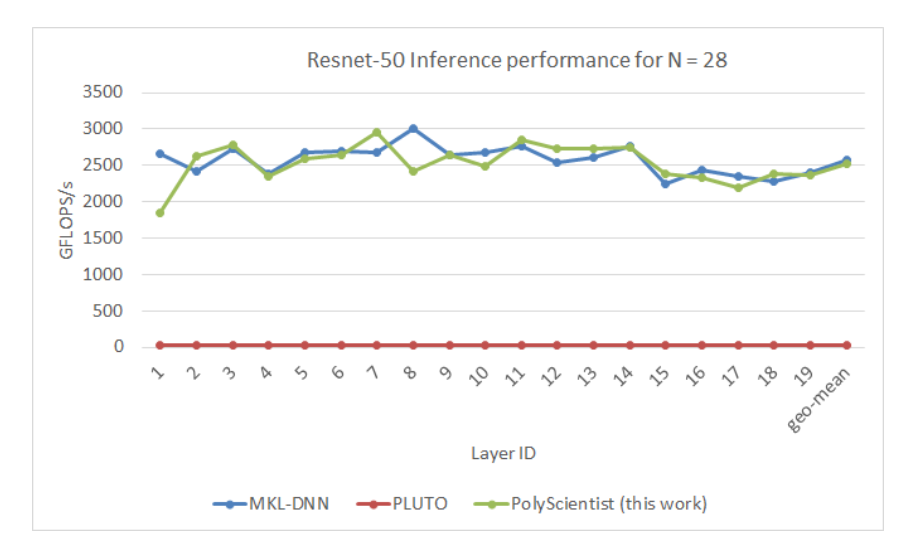 Resnet-50 Inference performance for N = 28
GFLOPS/s
3500
3000
2500
2000
1500
1000
500
0
1 2 3 4 5 6 7 8 9 10 11 12 13 14 15 16 17 18 19 geo-mean
Layer ID
MKL-DNN PLUTO PolyScientist (this work)